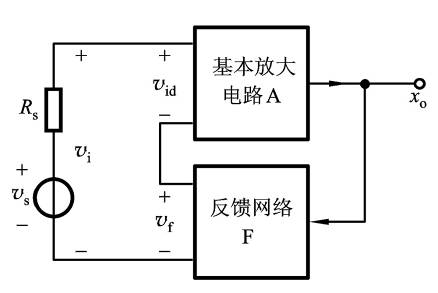 + +
基本放大
电路A
v_id
R_s
−
x_o
v_i
+
v_s
−
+
反馈网络
F
v_f
− −